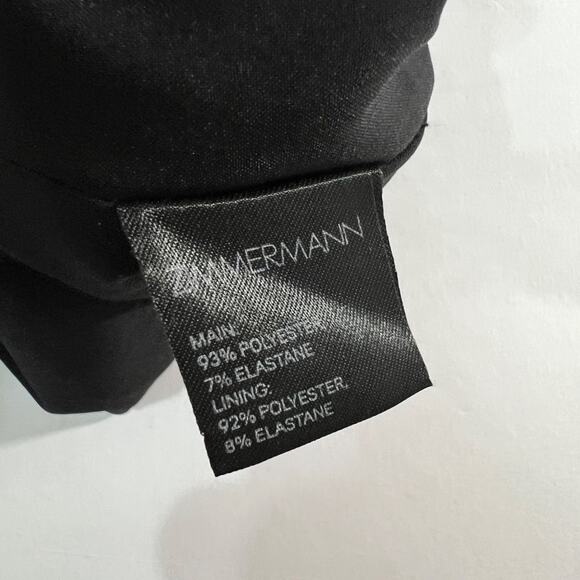 ZIMMERMANN
MAIN:
93% POLYESTER,
7% ELASTANE
LINING:
92% POLYESTER,
8% ELASTANE